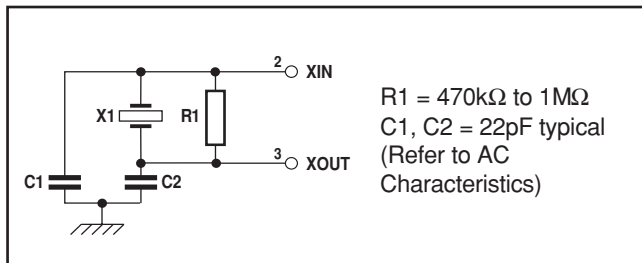 2 XIN
X1
R1
3 XOUT
C1
C2
R1 = 470kΩ to 1MΩ
C1, C2 = 22pF typical
(Refer to AC
Characteristics)